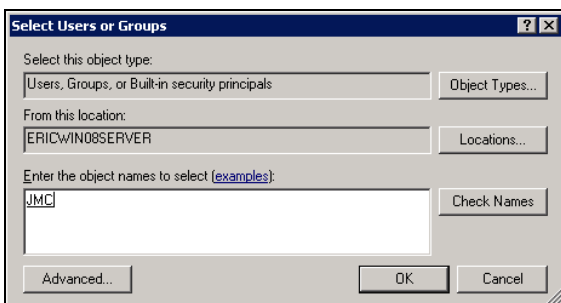 Select Users or Groups
Select this object type:
Users, Groups, or Built-in security principals
Object Types...
From this location:
ERICWIN08SERVER
Locations...
Enter the object names to select (examples):
JMC
Check Names
Advanced...
OK
Cancel